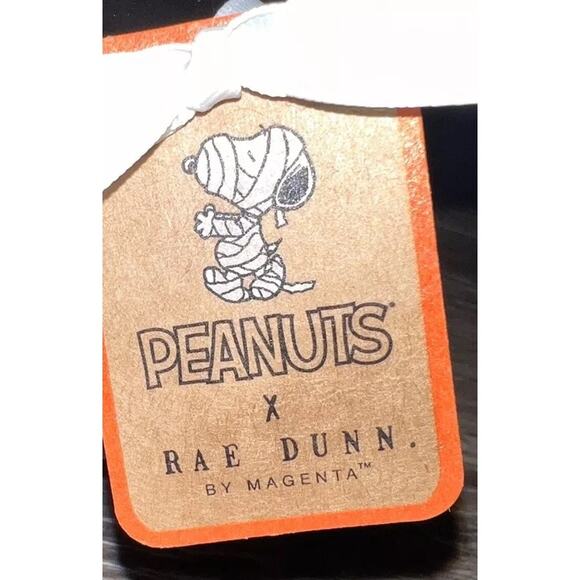 PEANUTS®
X
RAE DUNN.
BY MAGENTA™